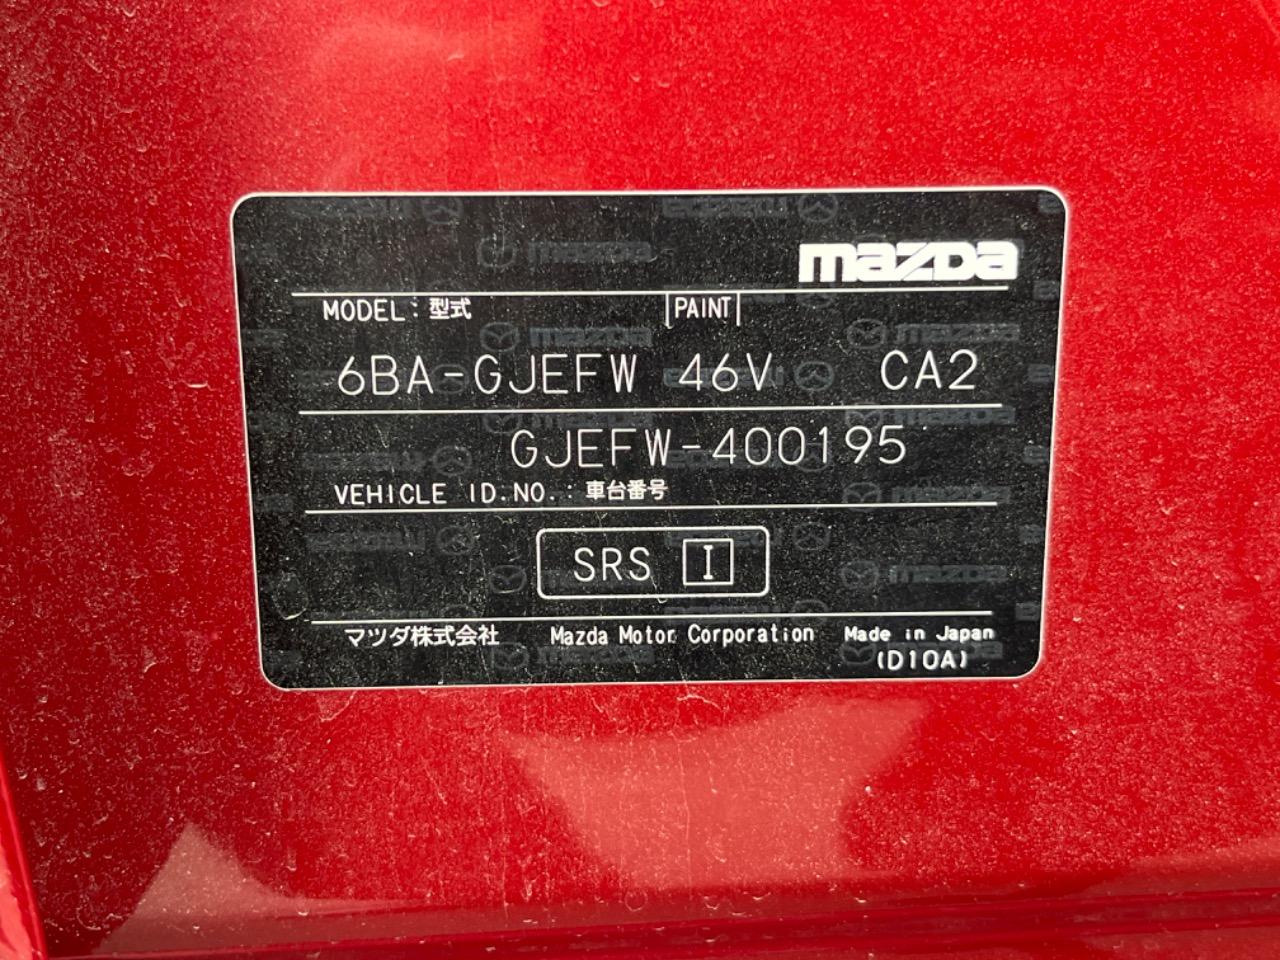 mazda
MODEL：型式 PAINT
6BA-GJEFW 46V CA2
GJEFW-400195
VEHICLE ID.NO.：車台番号
SRS I
マツダ株式会社 Mazda Motor Corporation Made in Japan
(D10A)